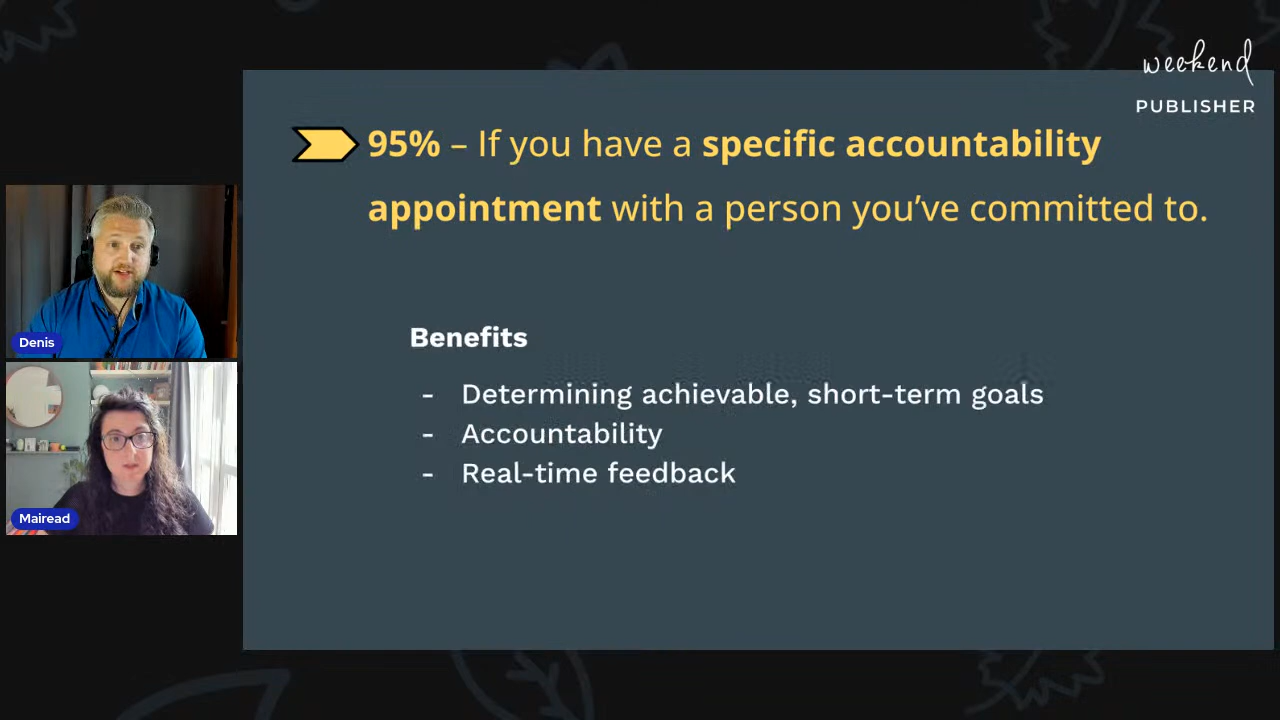 weekend
PUBLISHER
95% – If you have a specific accountability
appointment with a person you’ve committed to.
Benefits
- Determining achievable, short-term goals
- Accountability
- Real-time feedback
Denis
Mairead